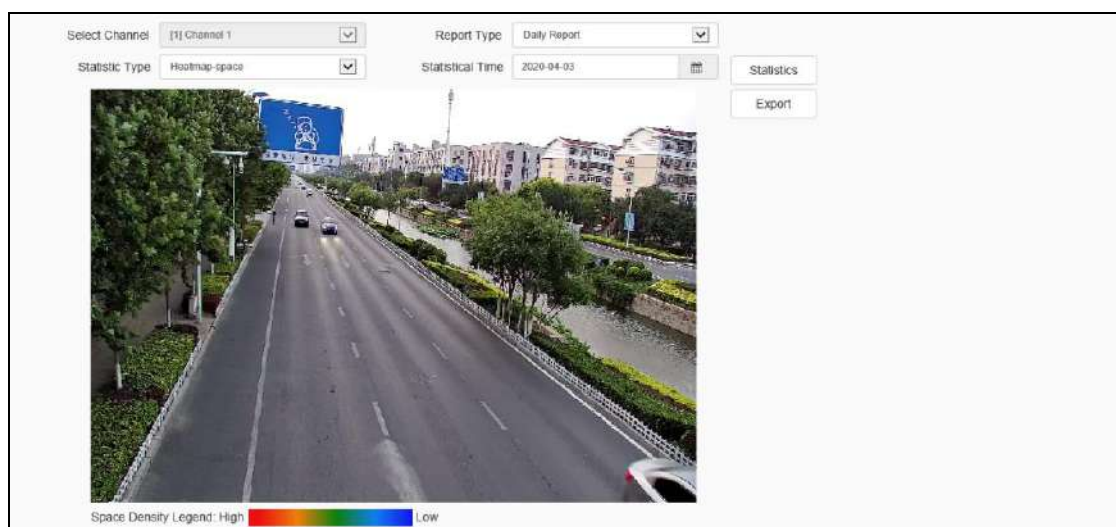 Select Channel [1] Channel 1 Report Type Daily Report
Statistic Type Heatmap-space Statistical Time 2020-04-03 Statistics
Export
Space Density Legend: High Low